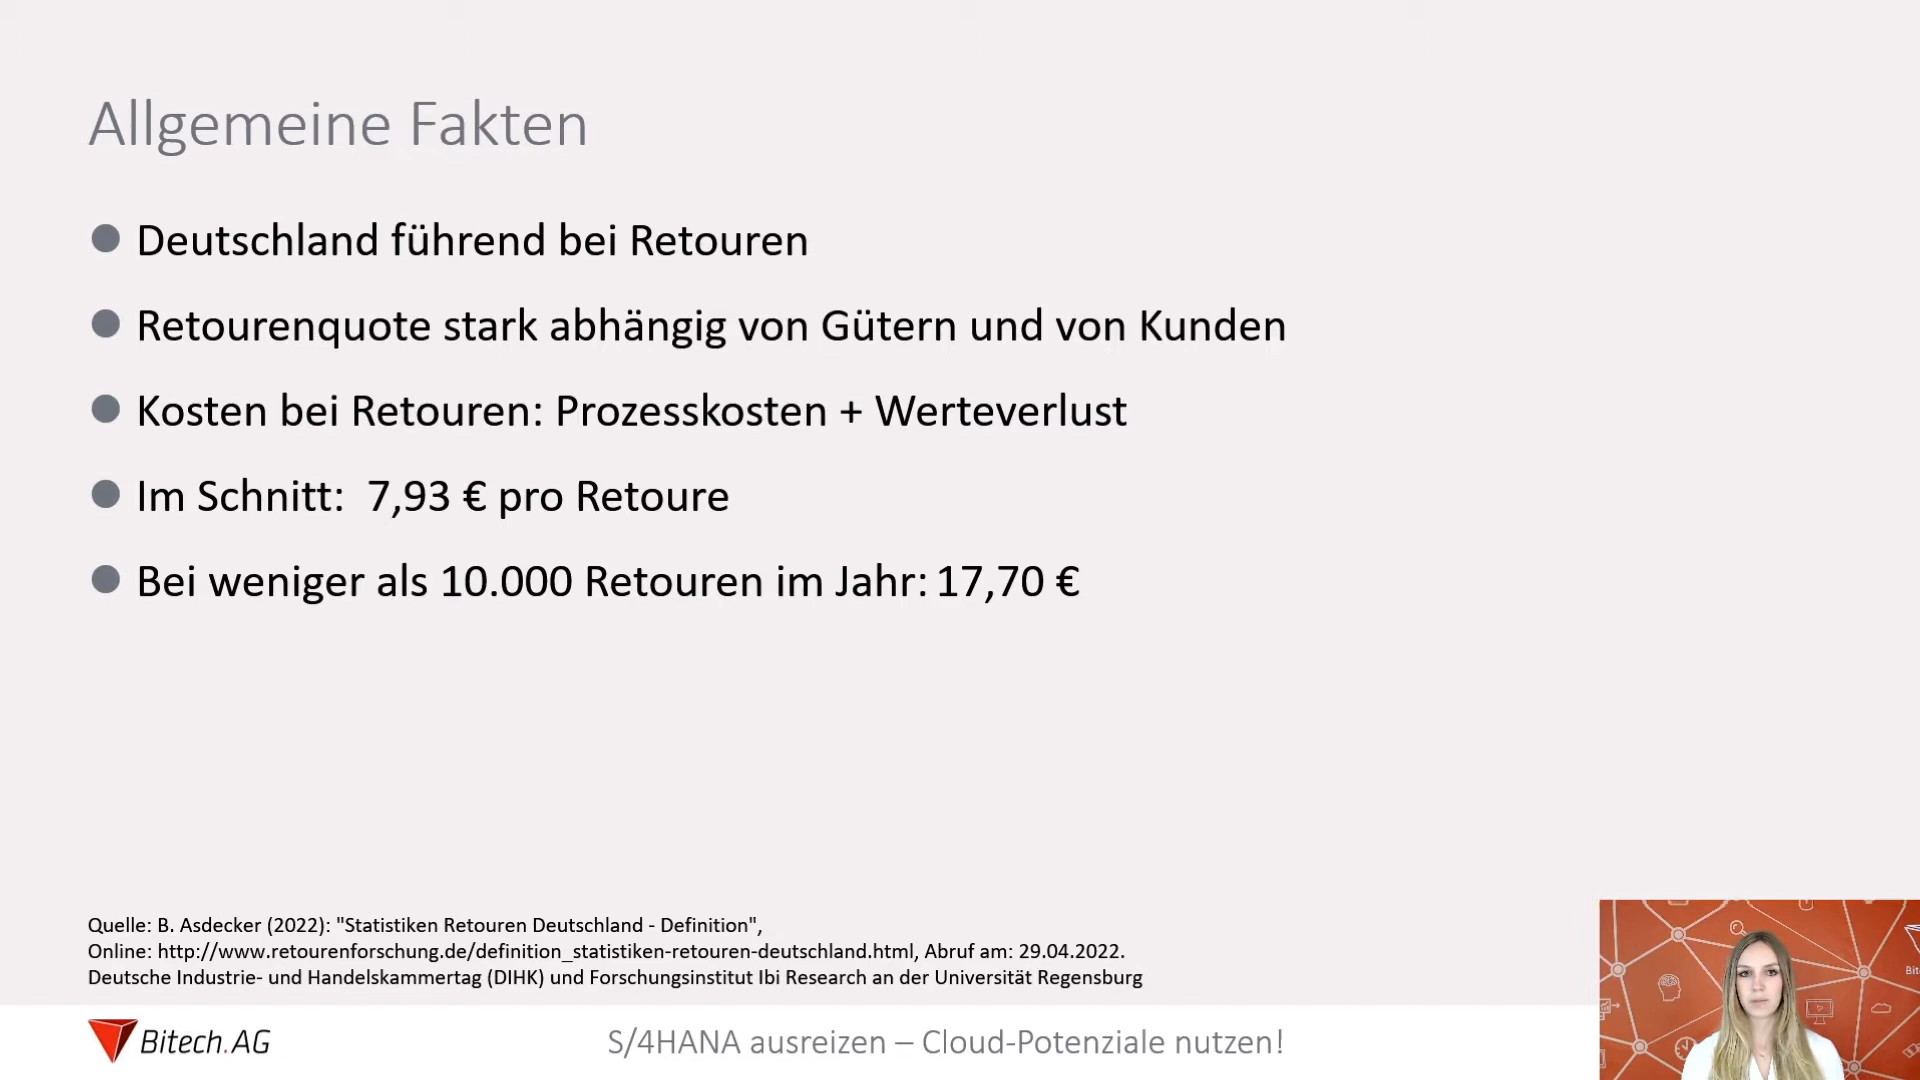 Allgemeine Fakten
Deutschland führend bei Retouren
Retourenquote stark abhängig von Gütern und von Kunden
Kosten bei Retouren: Prozesskosten + Werteverlust
Im Schnitt: 7,93 € pro Retoure
Bei weniger als 10.000 Retouren im Jahr: 17,70 €
Quelle: B. Asdecker (2022): "Statistiken Retouren Deutschland - Definition",
Online: http://www.retourenforschung.de/definition_statistiken-retouren-deutschland.html, Abruf am: 29.04.2022.
Deutsche Industrie- und Handelskammertag (DIHK) und Forschungsinstitut Ibi Research an der Universität Regensburg
Bitech.AG
S/4HANA ausreizen – Cloud-Potenziale nutzen!